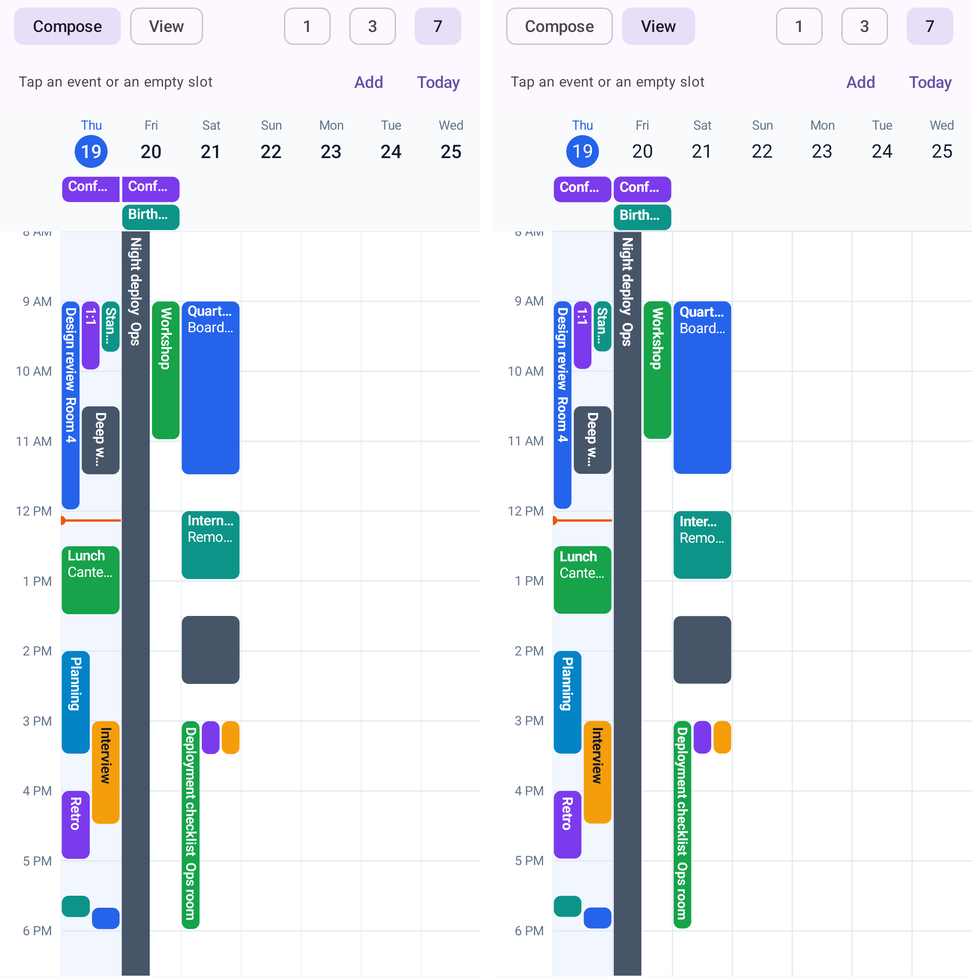 Compose View 1 3 7
Tap an event or an empty slot Add Today
Thu Fri Sat Sun Mon Tue Wed
19 20 21 22 23 24 25
Conf... Conf...
Birth...
8 AM
9 AM
10 AM
11 AM
12 PM
1 PM
2 PM
3 PM
4 PM
5 PM
6 PM
Design review Room 4
1:1
Stan...
Deep w...
Lunch
Cante...
Planning
Interview
Retro
Night deploy Ops
Workshop
Quart...
Board...
Intern...
Remo...
Deployment checklist Ops room
Compose View 1 3 7
Tap an event or an empty slot Add Today
Thu Fri Sat Sun Mon Tue Wed
19 20 21 22 23 24 25
Conf... Conf...
Birth...
8 AM
9 AM
10 AM
11 AM
12 PM
1 PM
2 PM
3 PM
4 PM
5 PM
6 PM
Design review Room 4
1:1
Stan...
Deep w...
Lunch
Cante...
Planning
Interview
Retro
Night deploy Ops
Workshop
Quart...
Board...
Inter...
Remo...
Deployment checklist Ops room